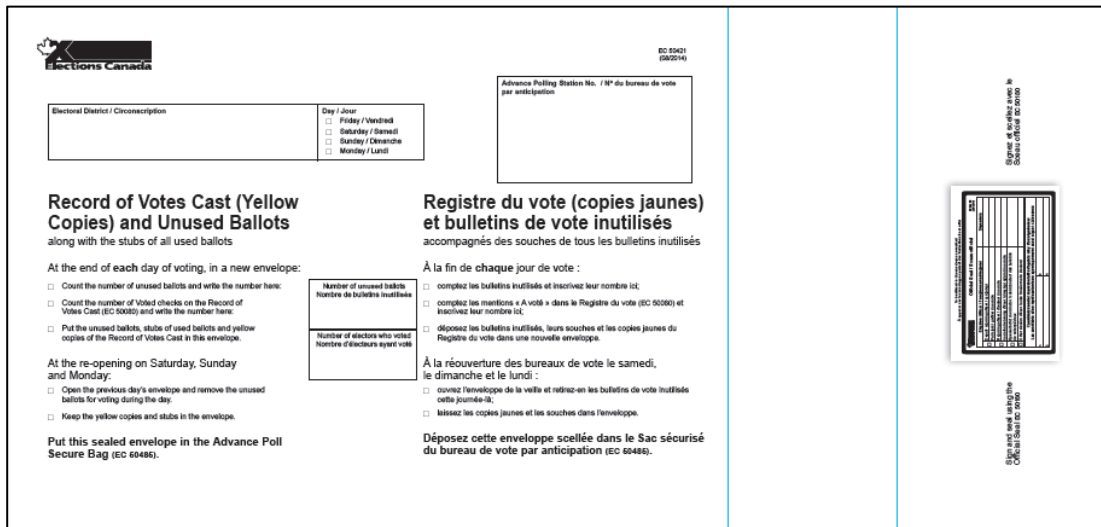 Elections Canada
EC 50421
(08/2014)
Advance Polling Station No. / Nº du bureau de vote
par anticipation
Electoral District / Circonscription
Day / Jour
☐ Friday / Vendredi
☐ Saturday / Samedi
☐ Sunday / Dimanche
☐ Monday / Lundi
Record of Votes Cast (Yellow
Copies) and Unused Ballots
along with the stubs of all used ballots
At the end of each day of voting, in a new envelope:
☐ Count the number of unused ballots and write the number here:
☐ Count the number of Voted checks on the Record of
Votes Cast (EC 50080) and write number here:
☐ Put the unused ballots, stubs of used ballots and yellow
copies of the Record of Votes Cast in this envelope.
Number of unused ballots
Nombre de bulletins inutilisés
Number of electors who voted
Nombre d'électeurs ayant voté
At the re-opening on Saturday, Sunday
and Monday:
☐ Open the previous day's envelope and remove the unused
ballots for voting during the day.
☐ Keep the yellow copies and stubs in the envelope.
Put this sealed envelope in the Advance Poll
Secure Bag (EC 50485).
Registre du vote (copies jaunes)
et bulletins de vote inutilisés
accompagnés des souches de tous les bulletins inutilisés
À la fin de chaque jour de vote :
☐ comptez les bulletins inutilisés et inscrivez leur nombre ici;
☐ comptez les mentions « A voté » dans le Registre du vote (EC 50080) et
inscrivez leur nombre ici;
☐ déposez les bulletins inutilisés, leurs souches et les copies jaunes du
Registre du vote dans une nouvelle enveloppe.
À la réouverture des bureaux de vote le samedi,
le dimanche et le lundi :
☐ ouvrez l'enveloppe de la veille et retirez-en les bulletins de vote inutilisés
cette journée-là;
☐ laissez les copies jaunes et les souches dans l'enveloppe.
Déposez cette enveloppe scellée dans le Sac sécurisé
du bureau de vote par anticipation (EC 50485).
Signez et scellez avec le
Sceau officiel EC 50160
Sign and seal using the
Official Seal EC 50160